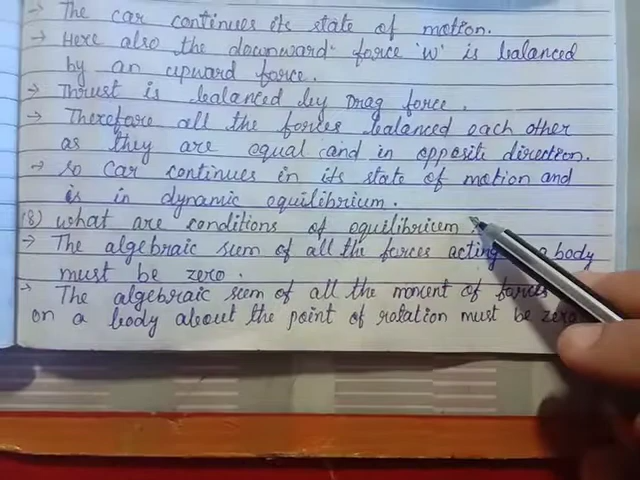 → The car continues its state of motion.
→ Here also the downward force 'w' is balanced
by an upward force.
→ Thrust is balanced by Drag force.
→ Therefore all the forces balanced each other
as they are equal and in opposite direction.
→ So car continues in its state of motion and
is in dynamic equilibrium.
18) what are conditions of equilibrium
→ The algebraic sum of all the forces acting a body
must be zero.
→ The algebraic sum of all the moment of forces
on a body about the point of rotation must be zero